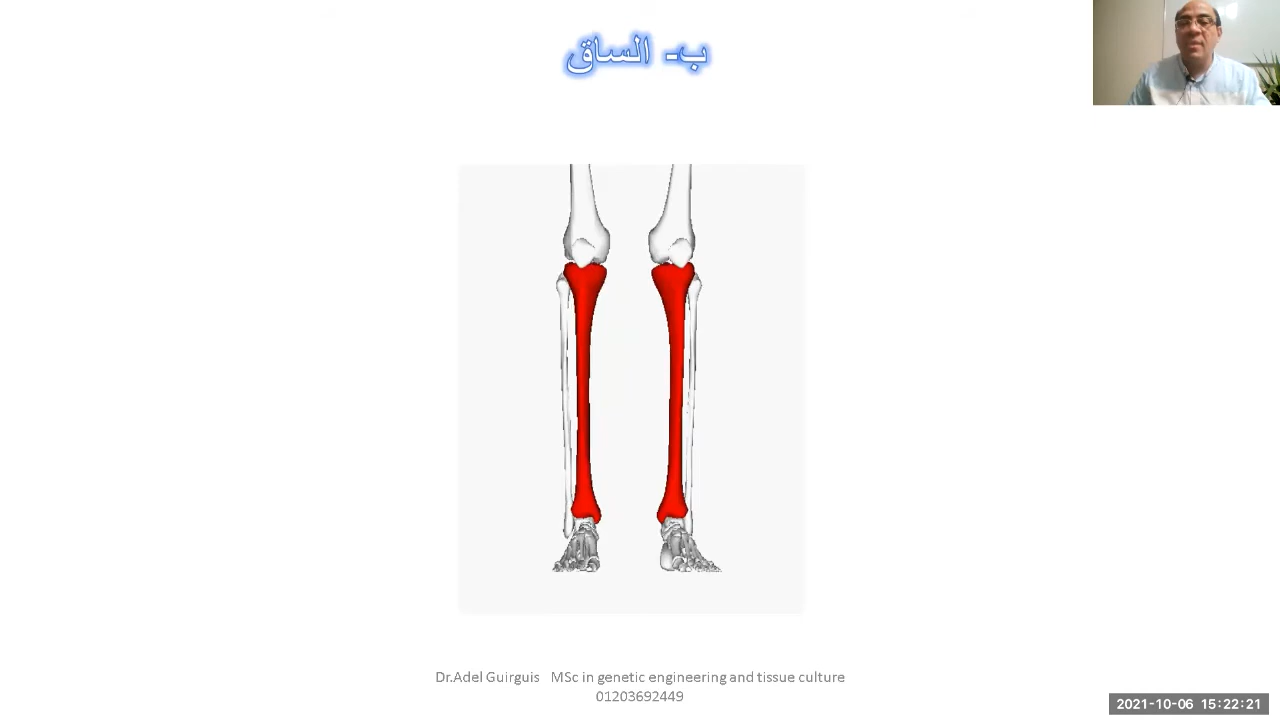 ب- الساق
Dr.Adel Guirguis MSc in genetic engineering and tissue culture
01203692449
2021-10-06 15:22:21